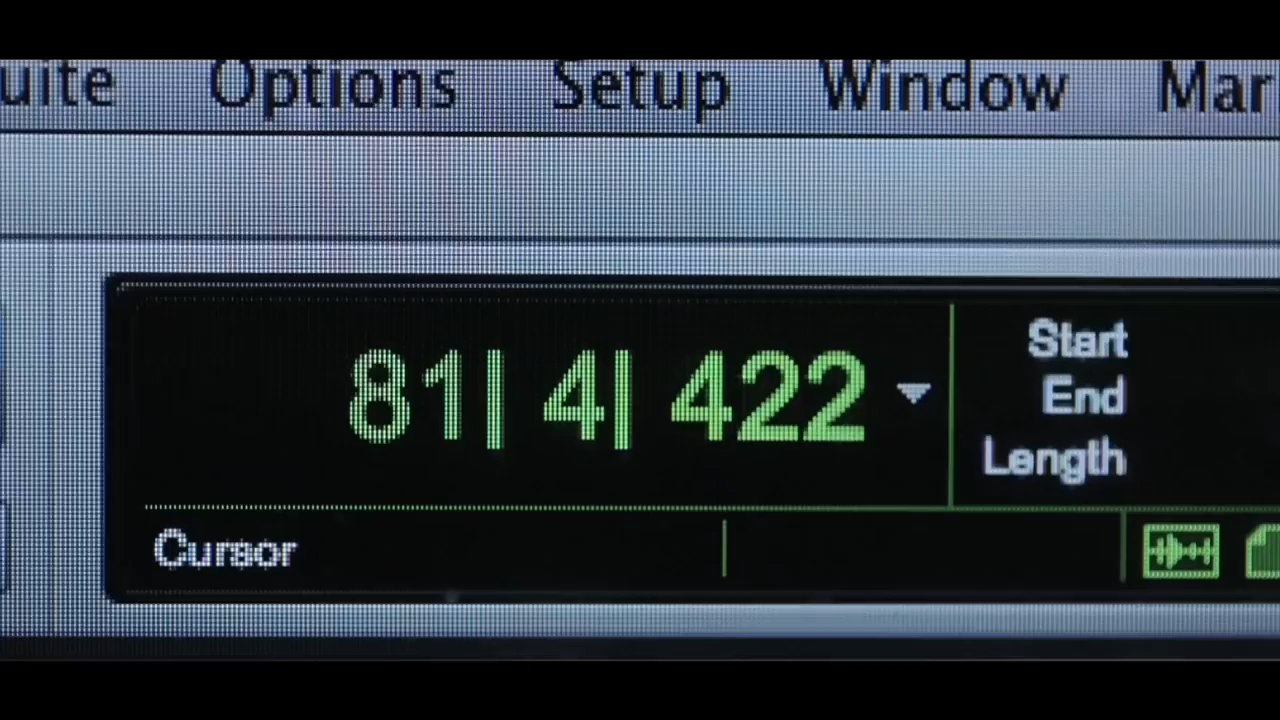 uite Options Setup Window Mar
81| 4| 422
Start
End
Length
Cursor